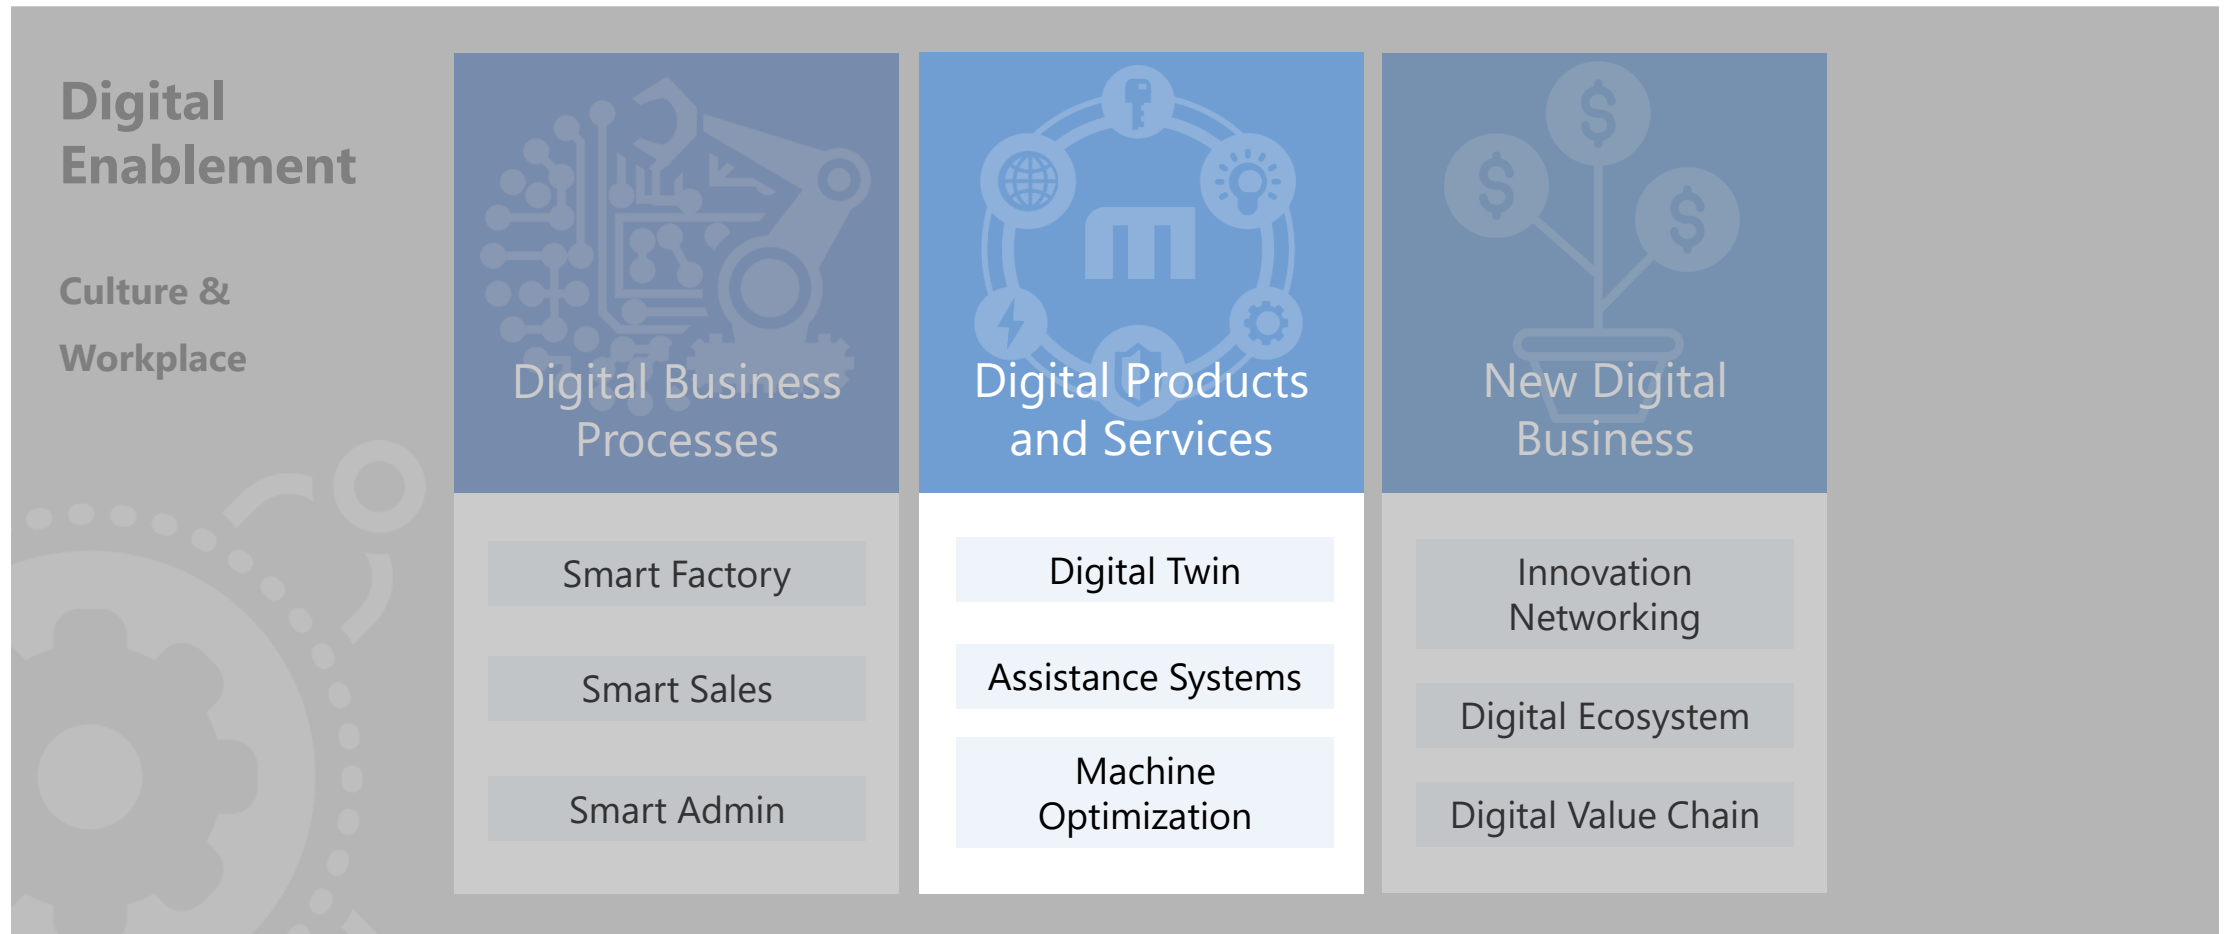 Digital
Enablement
Culture &
Workplace
Digital Business
Processes
Smart Factory
Smart Sales
Smart Admin
m
Digital Products
and Services
Digital Twin
Assistance Systems
Machine
Optimization
$
$
$
New Digital
Business
Innovation
Networking
Digital Ecosystem
Digital Value Chain